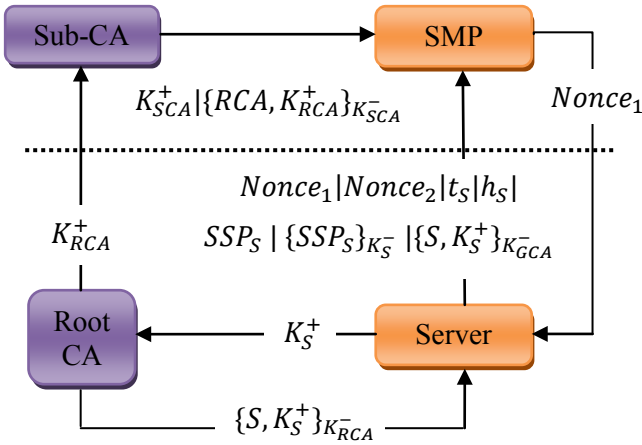 Sub-CA
SMP
K⁺_SCA|{RCA, K⁺_RCA}_K⁻_SCA
Nonce₁
Nonce₁|Nonce₂|t_S|h_S|
SSP_S | {SSP_S}_K⁻_S |{S, K⁺_S}_K⁻_GCA
K⁺_RCA
Root
CA
K⁺_S
Server
{S, K⁺_S}_K⁻_RCA